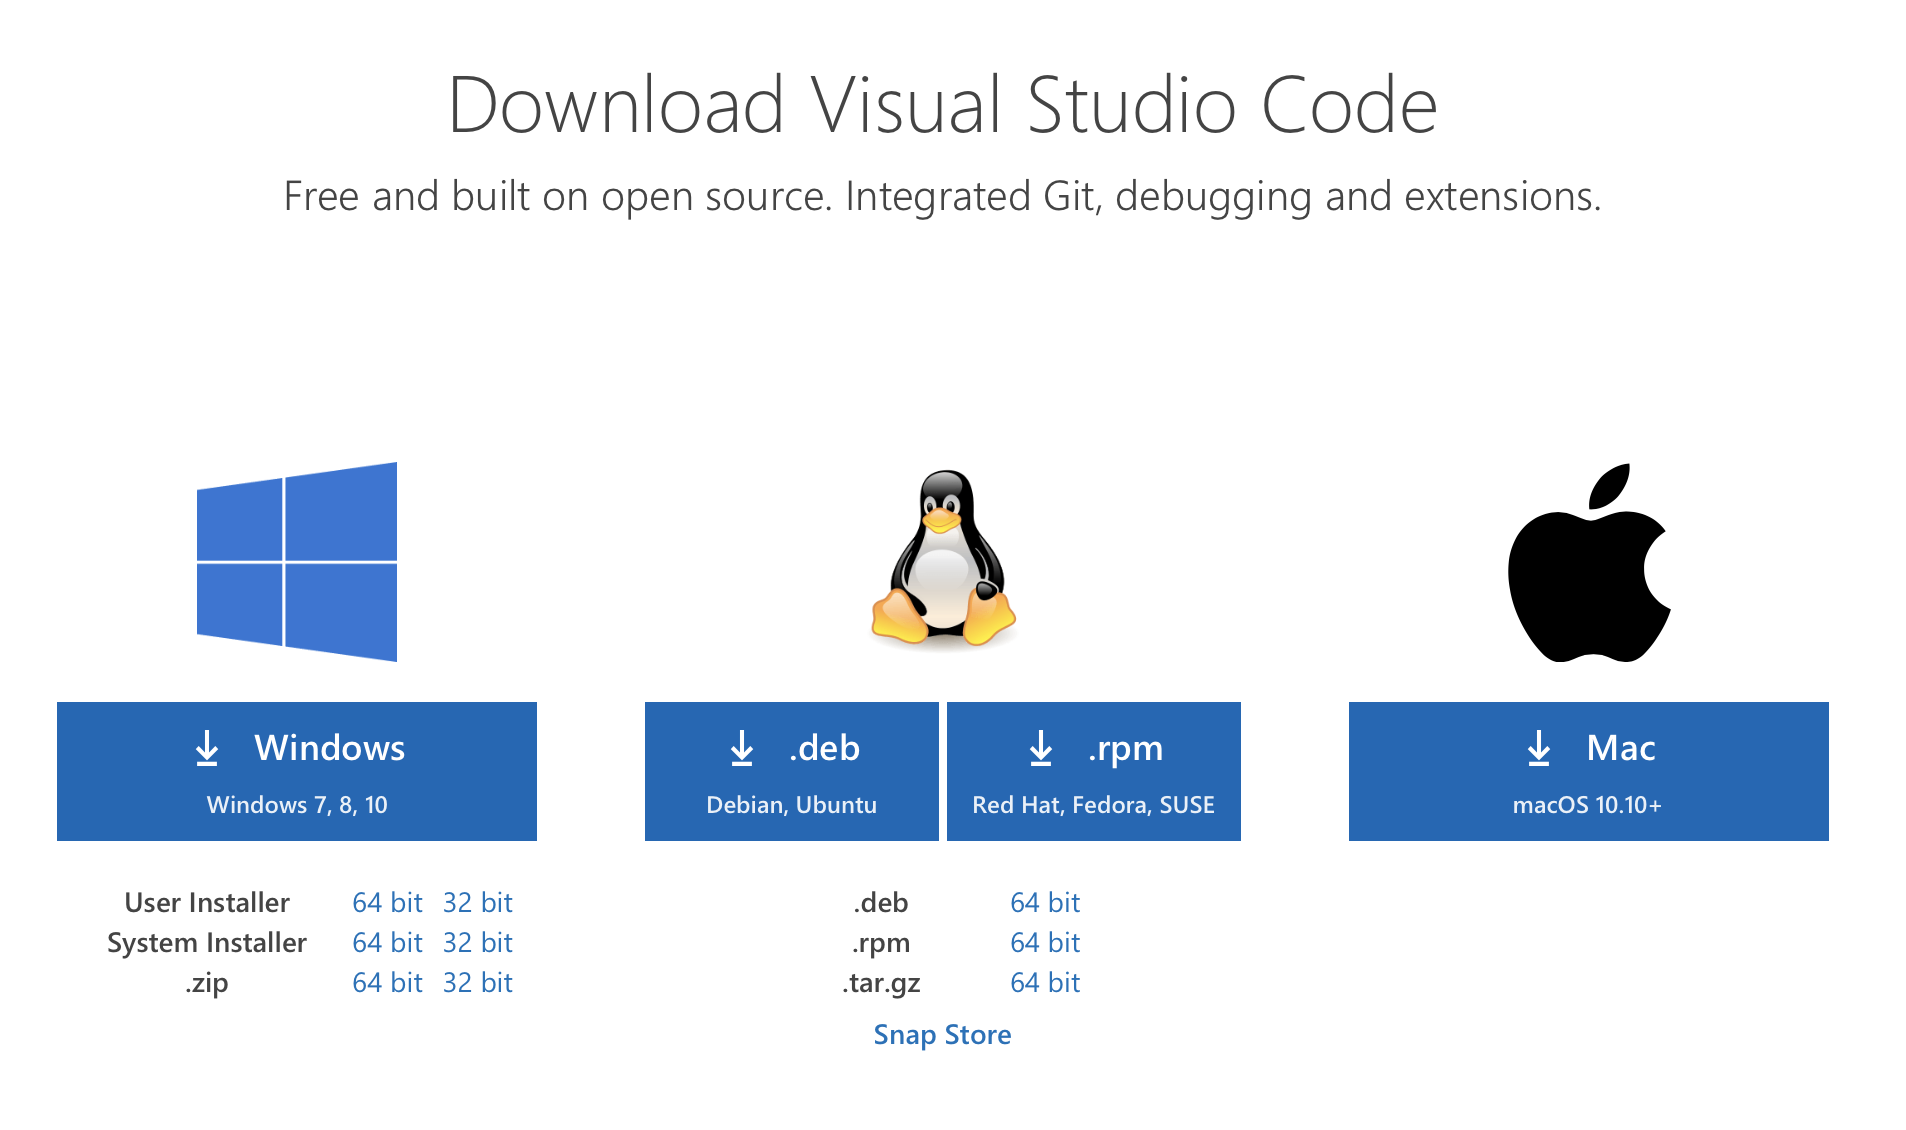 Download Visual Studio Code
Free and built on open source. Integrated Git, debugging and extensions.
Windows
Windows 7, 8, 10
User Installer 64 bit 32 bit
System Installer 64 bit 32 bit
.zip 64 bit 32 bit
.deb
Debian, Ubuntu
.rpm
Red Hat, Fedora, SUSE
.deb 64 bit
.rpm 64 bit
.tar.gz 64 bit
Snap Store
Mac
macOS 10.10+